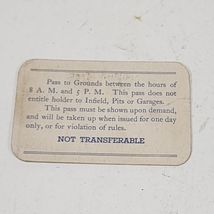 Pass to Grounds between the hours of
8 A. M. and 5 P. M. This pass does not
entitle holder to Infield, Pits or Garages.
This pass must be shown upon demand,
and will be taken up when issued for one day
only, or for violation of rules.
NOT TRANSFERABLE